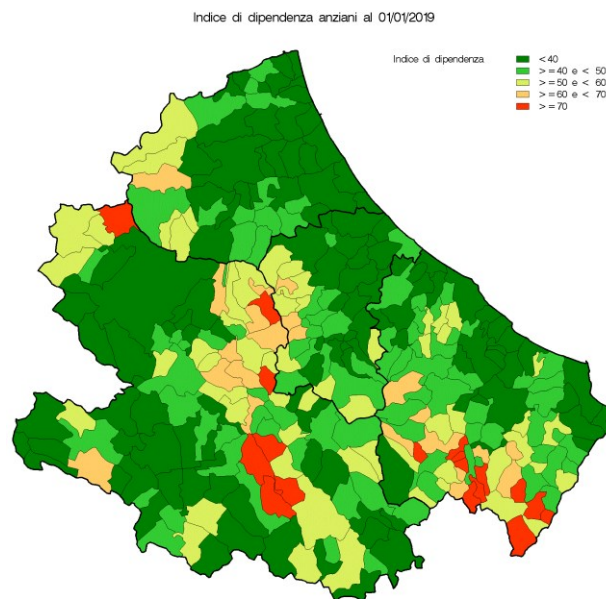 Indice di dipendenza anziani al 01/01/2019
Indice di dipendenza
<40
>=40 e < 50
>=50 e < 60
>=60 e < 70
>=70